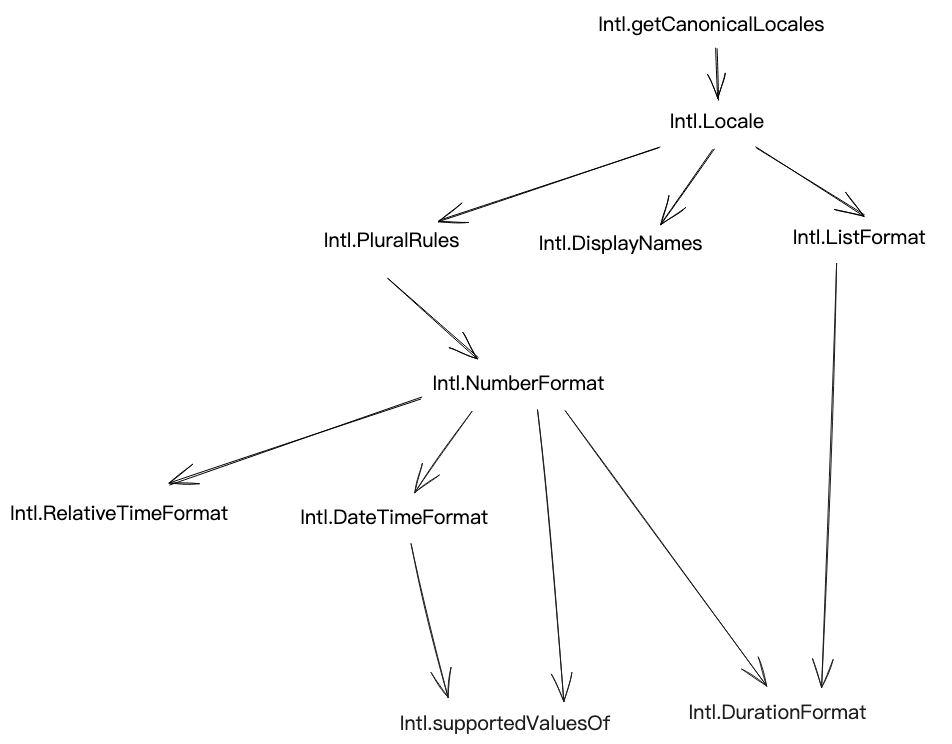 Intl.getCanonicalLocales
Intl.Locale
Intl.PluralRules
Intl.DisplayNames
Intl.ListFormat
Intl.NumberFormat
Intl.RelativeTimeFormat
Intl.DateTimeFormat
Intl.supportedValuesOf
Intl.DurationFormat